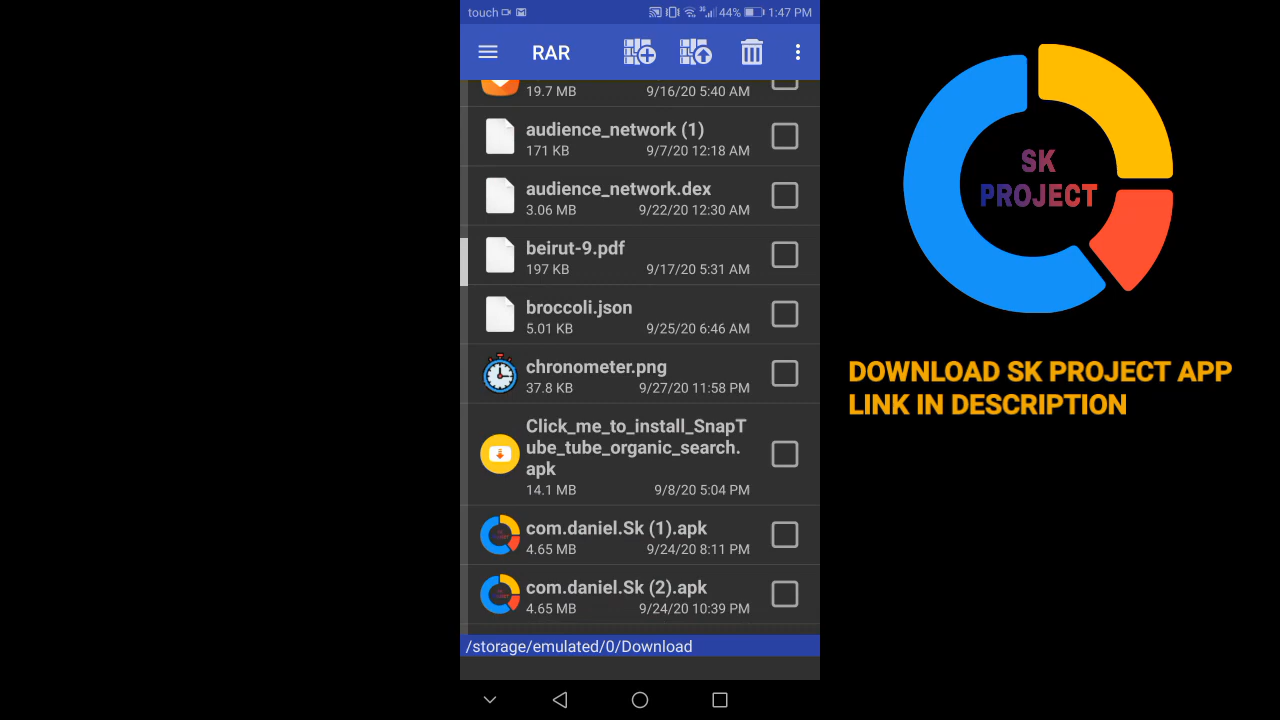 touch 44% 1:47 PM
RAR
19.7 MB 9/16/20 5:40 AM
audience_network (1)
171 KB 9/7/20 12:18 AM
audience_network.dex
3.06 MB 9/22/20 12:30 AM
beirut-9.pdf
197 KB 9/17/20 5:31 AM
broccoli.json
5.01 KB 9/25/20 6:46 AM
chronometer.png
37.8 KB 9/27/20 11:58 PM
Click_me_to_install_SnapT
ube_tube_organic_search.
apk
14.1 MB 9/8/20 5:04 PM
com.daniel.Sk (1).apk
4.65 MB 9/24/20 8:11 PM
com.daniel.Sk (2).apk
4.65 MB 9/24/20 10:39 PM
/storage/emulated/0/Download
SK
PROJECT
DOWNLOAD SK PROJECT APP
LINK IN DESCRIPTION